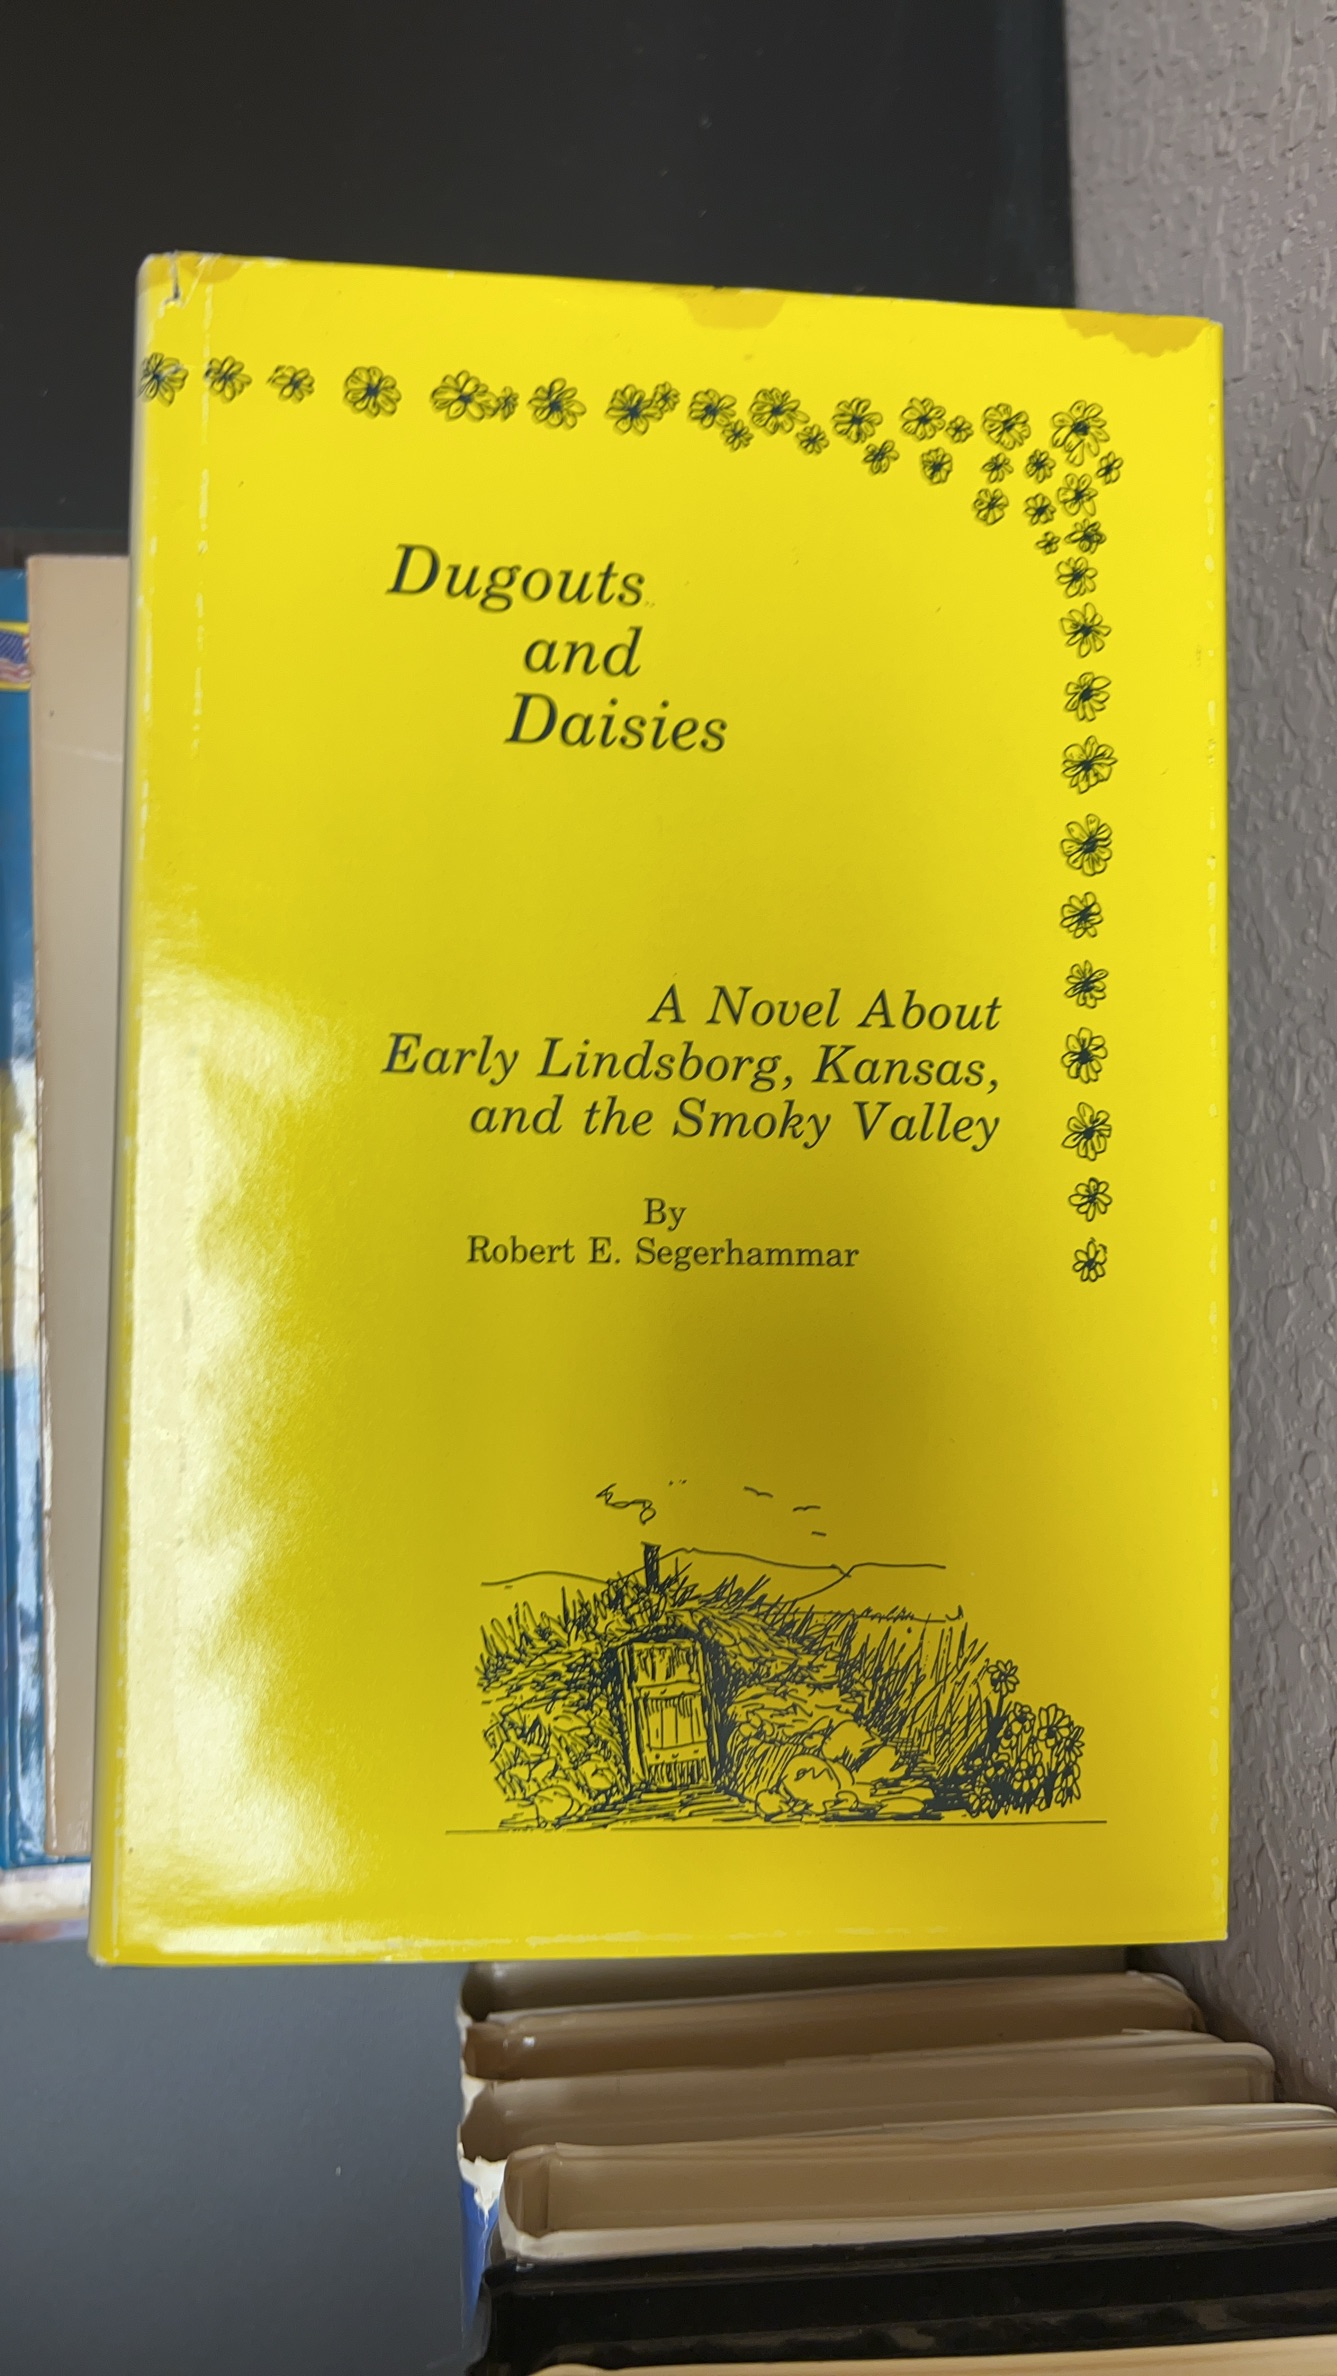 Dugouts
and
Daisies
A Novel About
Early Lindsborg, Kansas,
and the Smoky Valley
By
Robert E. Segerhammar